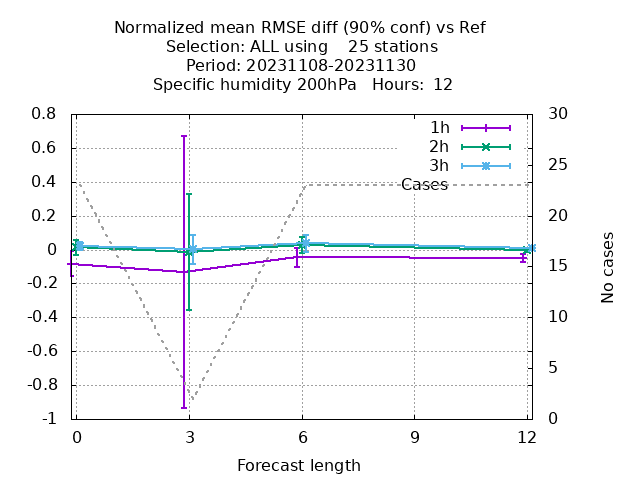 Normalized mean RMSE diff (90% conf) vs Ref
Selection: ALL using    25 stations
Period: 20231108-20231130
Specific humidity 200hPa   Hours:  12
0.8
0.6
0.4
0.2
0
-0.2
-0.4
-0.6
-0.8
-1
30
25
20
15
10
5
0
1h
2h
3h
Cases
No cases
0
3
6
9
12
Forecast length